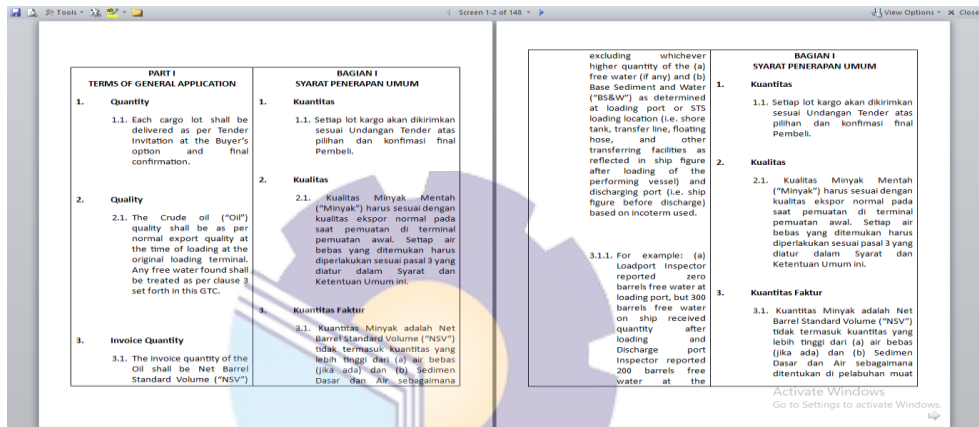 Tools
Screen 1-2 of 148
View Options
Close
PART I
TERMS OF GENERAL APPLICATION
1. Quantity
1.1. Each cargo lot shall be
delivered as per Tender
Invitation at the Buyer's
option and final
confirmation.
2. Quality
2.1. The Crude oil ("Oil")
quality shall be as per
normal export quality at
the time of loading at the
original loading terminal.
Any free water found shall
be treated as per clause 3
set forth in this GTC.
3. Invoice Quantity
3.1. The invoice quantity of the
Oil shall be Net Barrel
Standard Volume ("NSV")
BAGIAN I
SYARAT PENERAPAN UMUM
1. Kuantitas
1.1. Setiap lot kargo akan dikirimkan
sesuai Undangan Tender atas
pilihan dan konfirmasi final
Pembeli.
2. Kualitas
2.1. Kualitas Minyak Mentah
("Minyak") harus sesuai dengan
kualitas ekspor normal pada
saat pemuatan di terminal
pemuatan awal. Setiap air
bebas yang ditemukan harus
diperlakukan sesuai pasal 3 yang
diatur dalam Syarat dan
Ketentuan Umum ini.
3. Kuantitas Faktur
3.1. Kuantitas Minyak adalah Net
Barrel Standard Volume ("NSV")
tidak termasuk kuantitas yang
lebih tinggi dari (a) air bebas
(jika ada) dan (b) Sedimen
Dasar dan Air sebagaimana
excluding whichever
higher quantity of the (a)
free water (if any) and (b)
Base Sediment and Water
("BS&W") as determined
at loading port or STS
loading location (i.e. shore
tank, transfer line, floating
hose, and other
transferring facilities as
reflected in ship figure
after loading of the
performing vessel) and
discharging port (i.e. ship
figure before discharge)
based on incoterm used.
3.1.1. For example: (a)
Loadport Inspector
reported zero
barrels free water at
loading port, but 300
barrels free water
on ship received
quantity after
loading and
Discharge port
Inspector reported
200 barrels free
water at the
BAGIAN I
SYARAT PENERAPAN UMUM
1. Kuantitas
1.1. Setiap lot kargo akan dikirimkan
sesuai Undangan Tender atas
pilihan dan konfimasi final
Pembeli.
2. Kualitas
2.1. Kualitas Minyak Mentah
("Minyak") harus sesuai dengan
kualitas ekspor normal pada
saat pemuatan di terminal
pemuatan awal. Setiap air
bebas yang ditemukan harus
diperlakukan sesuai pasal 3 yang
diatur dalam Syarat dan
Ketentuan Umum ini.
3. Kuantitas Faktur
3.1. Kuantitas Minyak adalah Net
Barrel Standard Volume ("NSV")
tidak termasuk kuantitas yang
lebih tinggi dari (a) air bebas
(jika ada) dan (b) Sedimen
Dasar dan Air sebagaimana
ditentukan di pelabuhan muat
Activate Windows
Go to Settings to activate Windows.